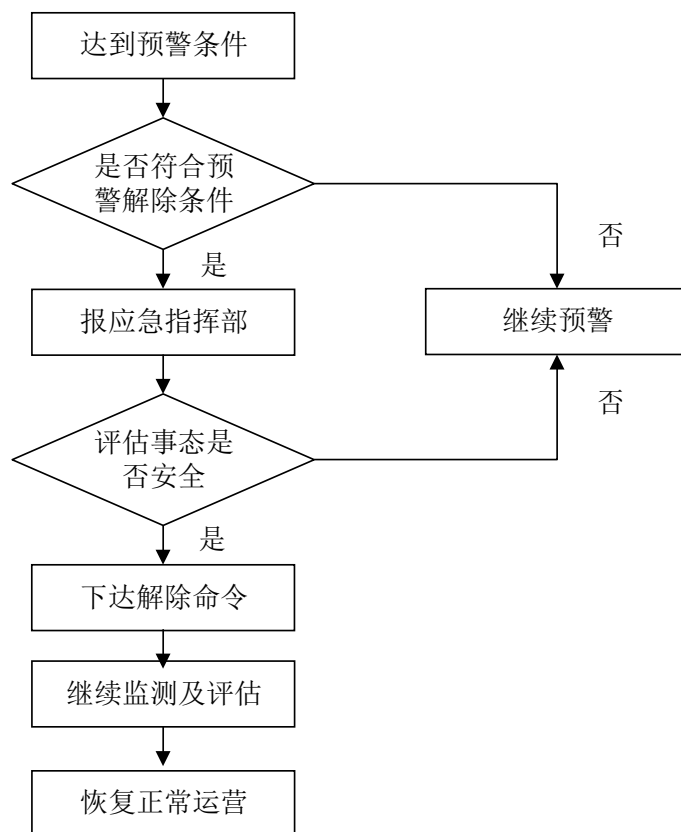 达到预警条件
是否符合预
警解除条件
否
是
报应急指挥部
继续预警
否
评估事态是
否安全
是
下达解除命令
继续监测及评估
恢复正常运营